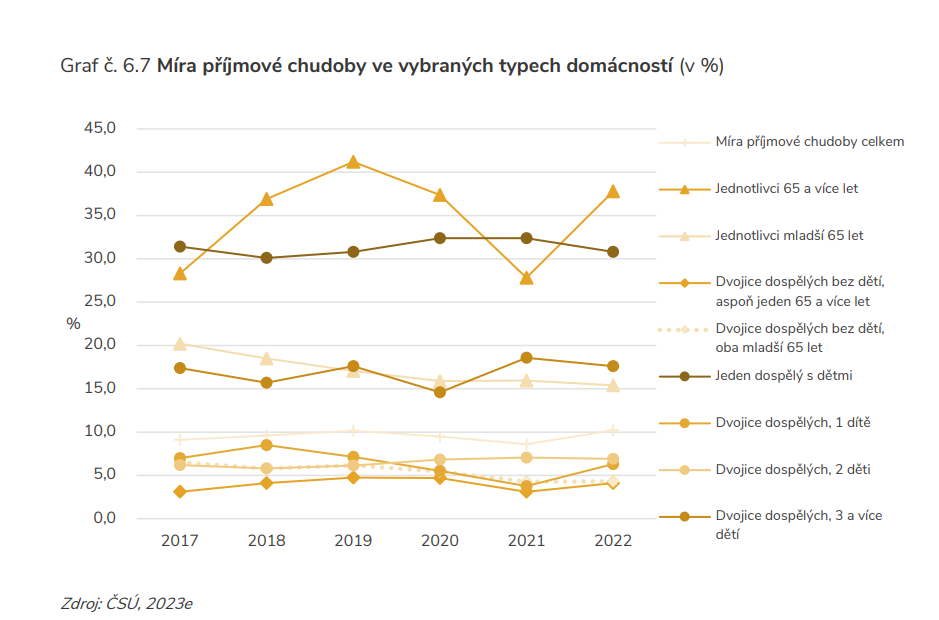 Graf č. 6.7 Míra příjmové chudoby ve vybraných typech domácností (v %)
45,0
40,0
35,0
30,0
25,0
%
20,0
15,0
10,0
5,0
0,0
2017 2018 2019 2020 2021 2022
Míra příjmové chudoby celkem
Jednotlivci 65 a více let
Jednotlivci mladší 65 let
Dvojice dospělých bez dětí,
aspoň jeden 65 a více let
Dvojice dospělých bez dětí,
oba mladší 65 let
Jeden dospělý s dětmi
Dvojice dospělých, 1 dítě
Dvojice dospělých, 2 děti
Dvojice dospělých, 3 a více
dětí
Zdroj: ČSÚ, 2023e